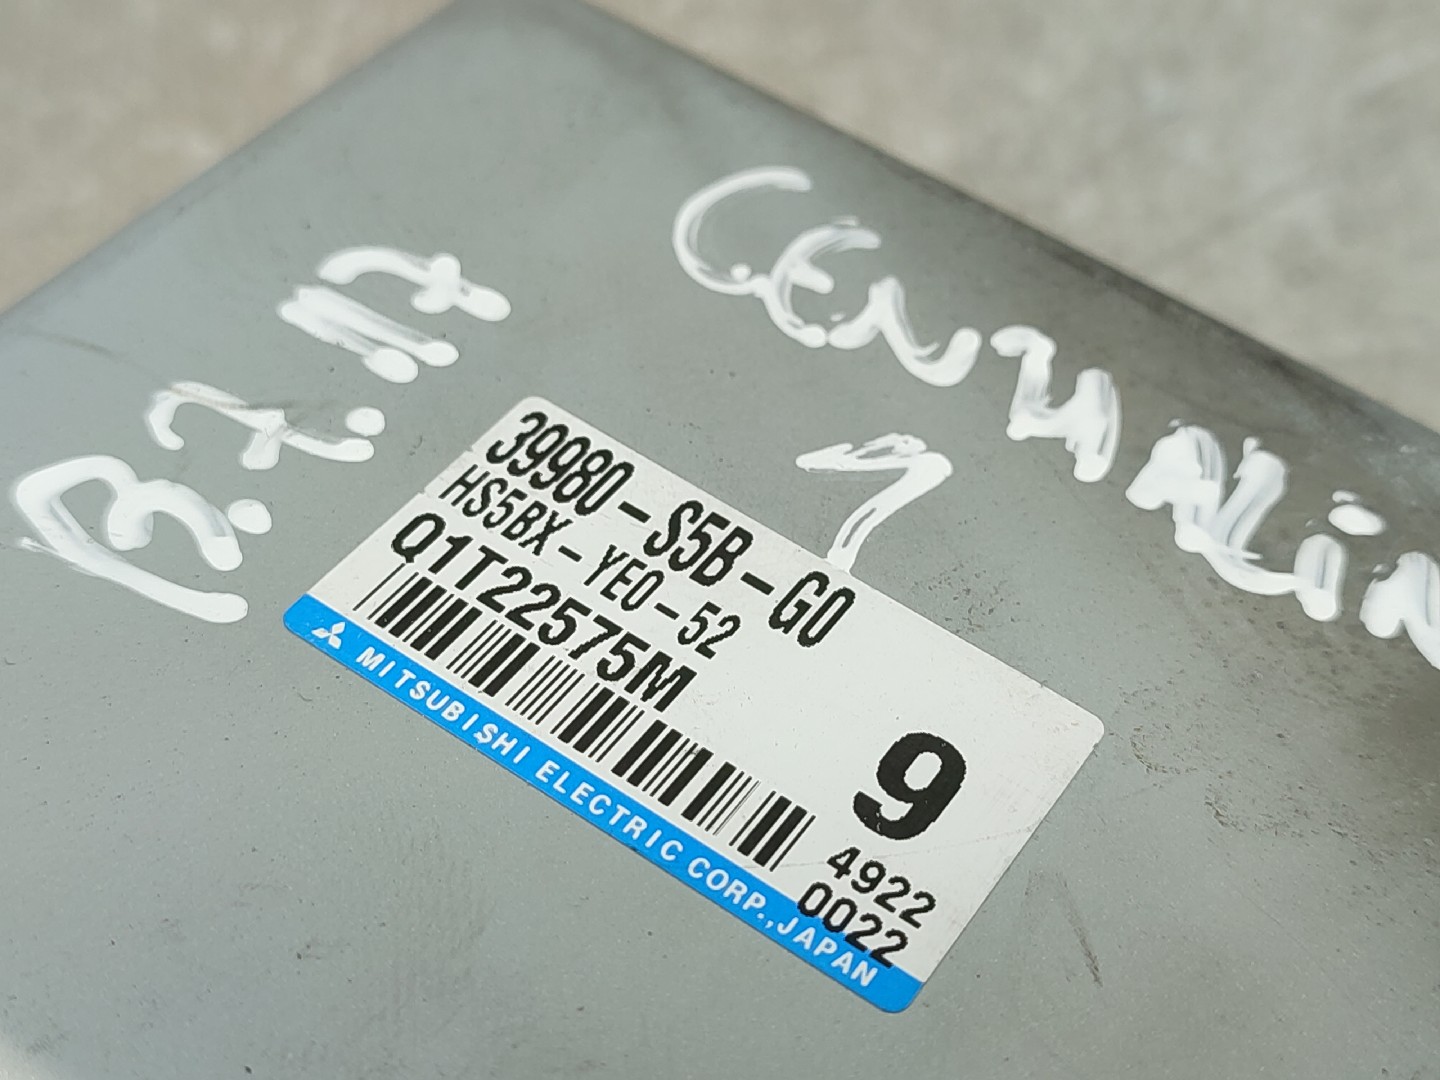 39980-S5B-G0
HS5BX-YE0-52
Q1T22575M
9
4922
0022
MITSUBISHI ELECTRIC CORP.,JAPAN